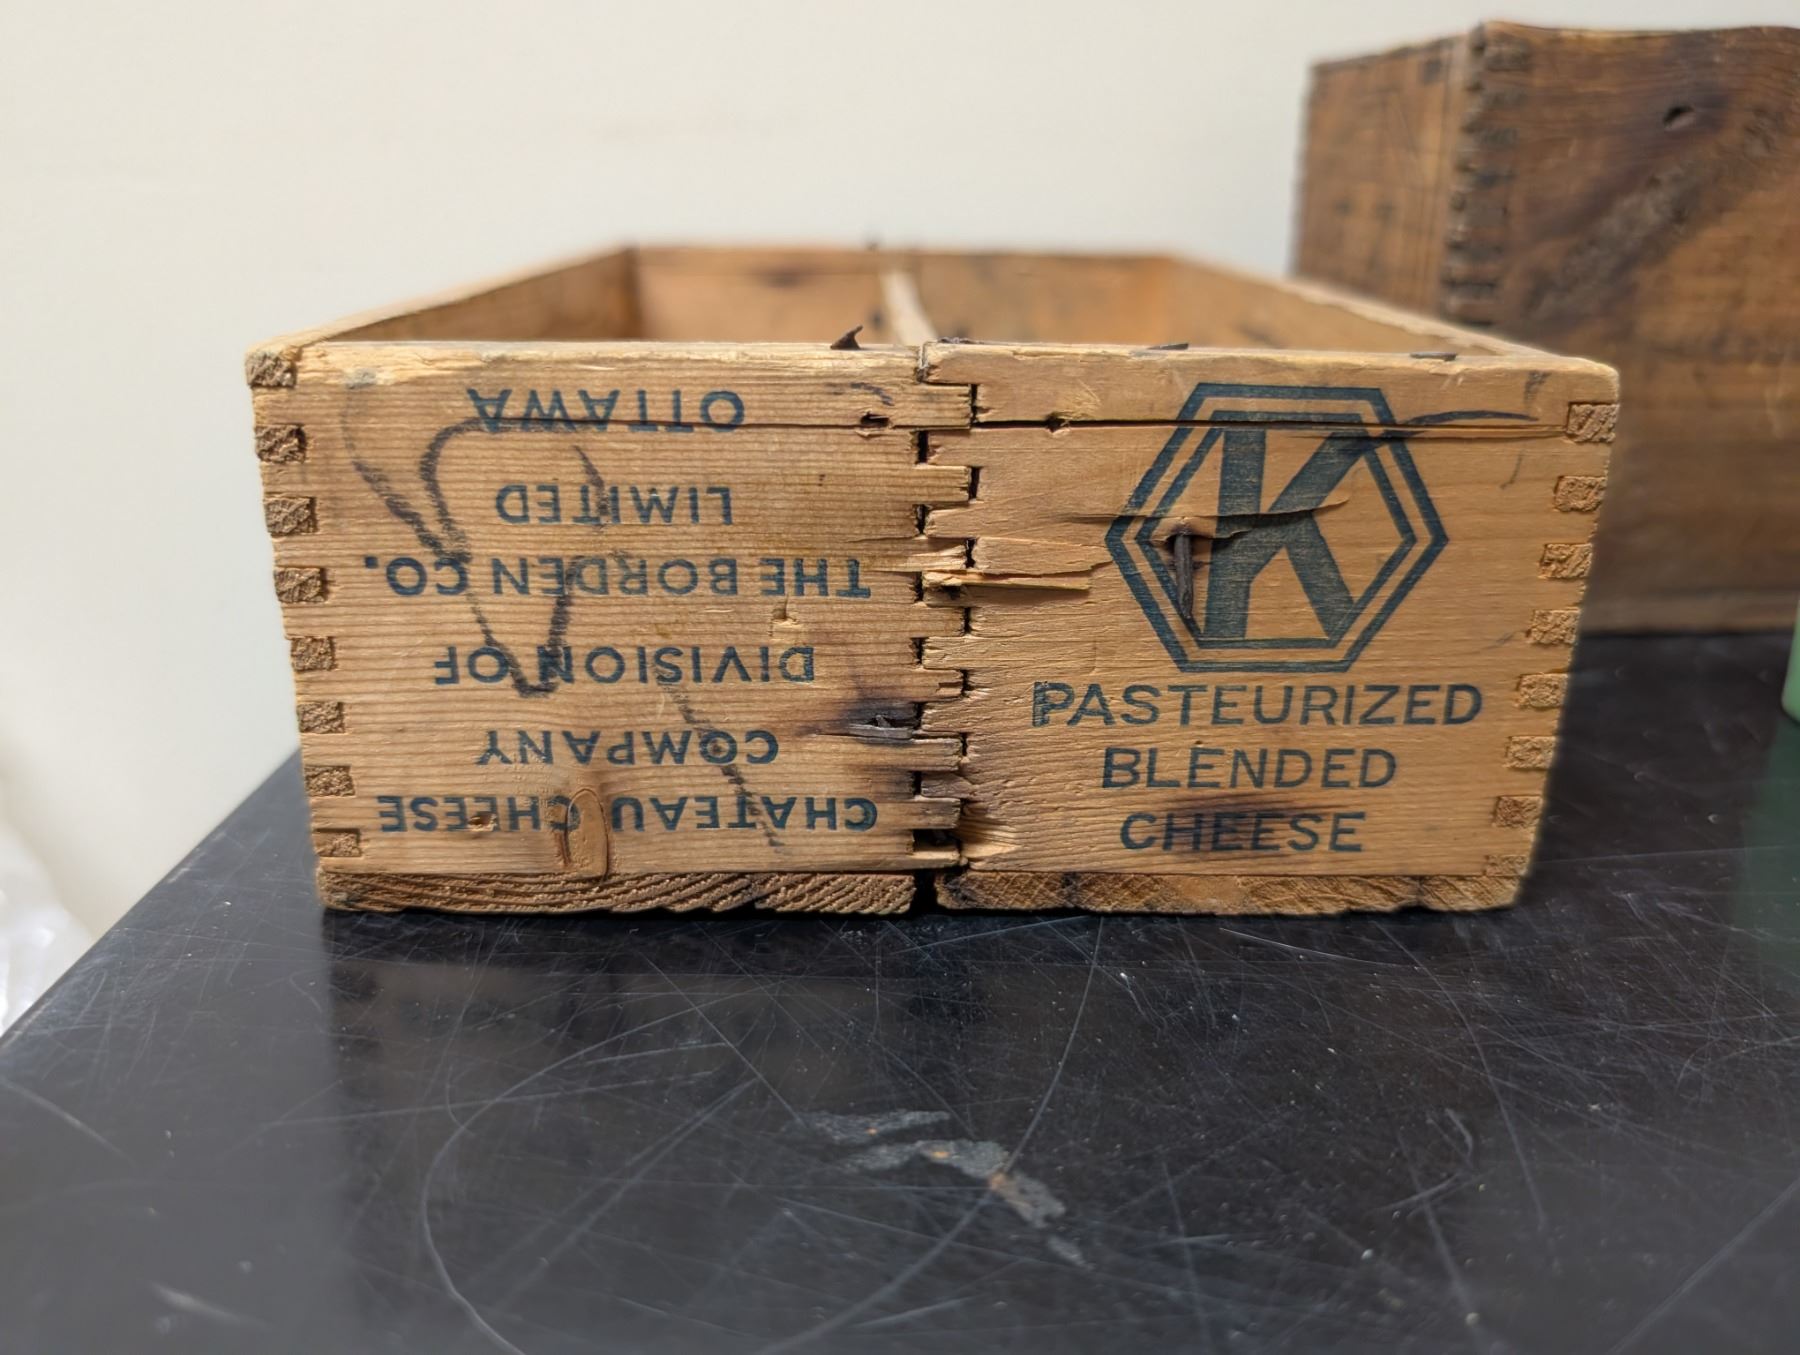 CHATEAU CHEESE
COMPANY
DIVISION OF
THE BORDEN CO.
LIMITED
OTTAWA
K
PASTEURIZED
BLENDED
CHEESE